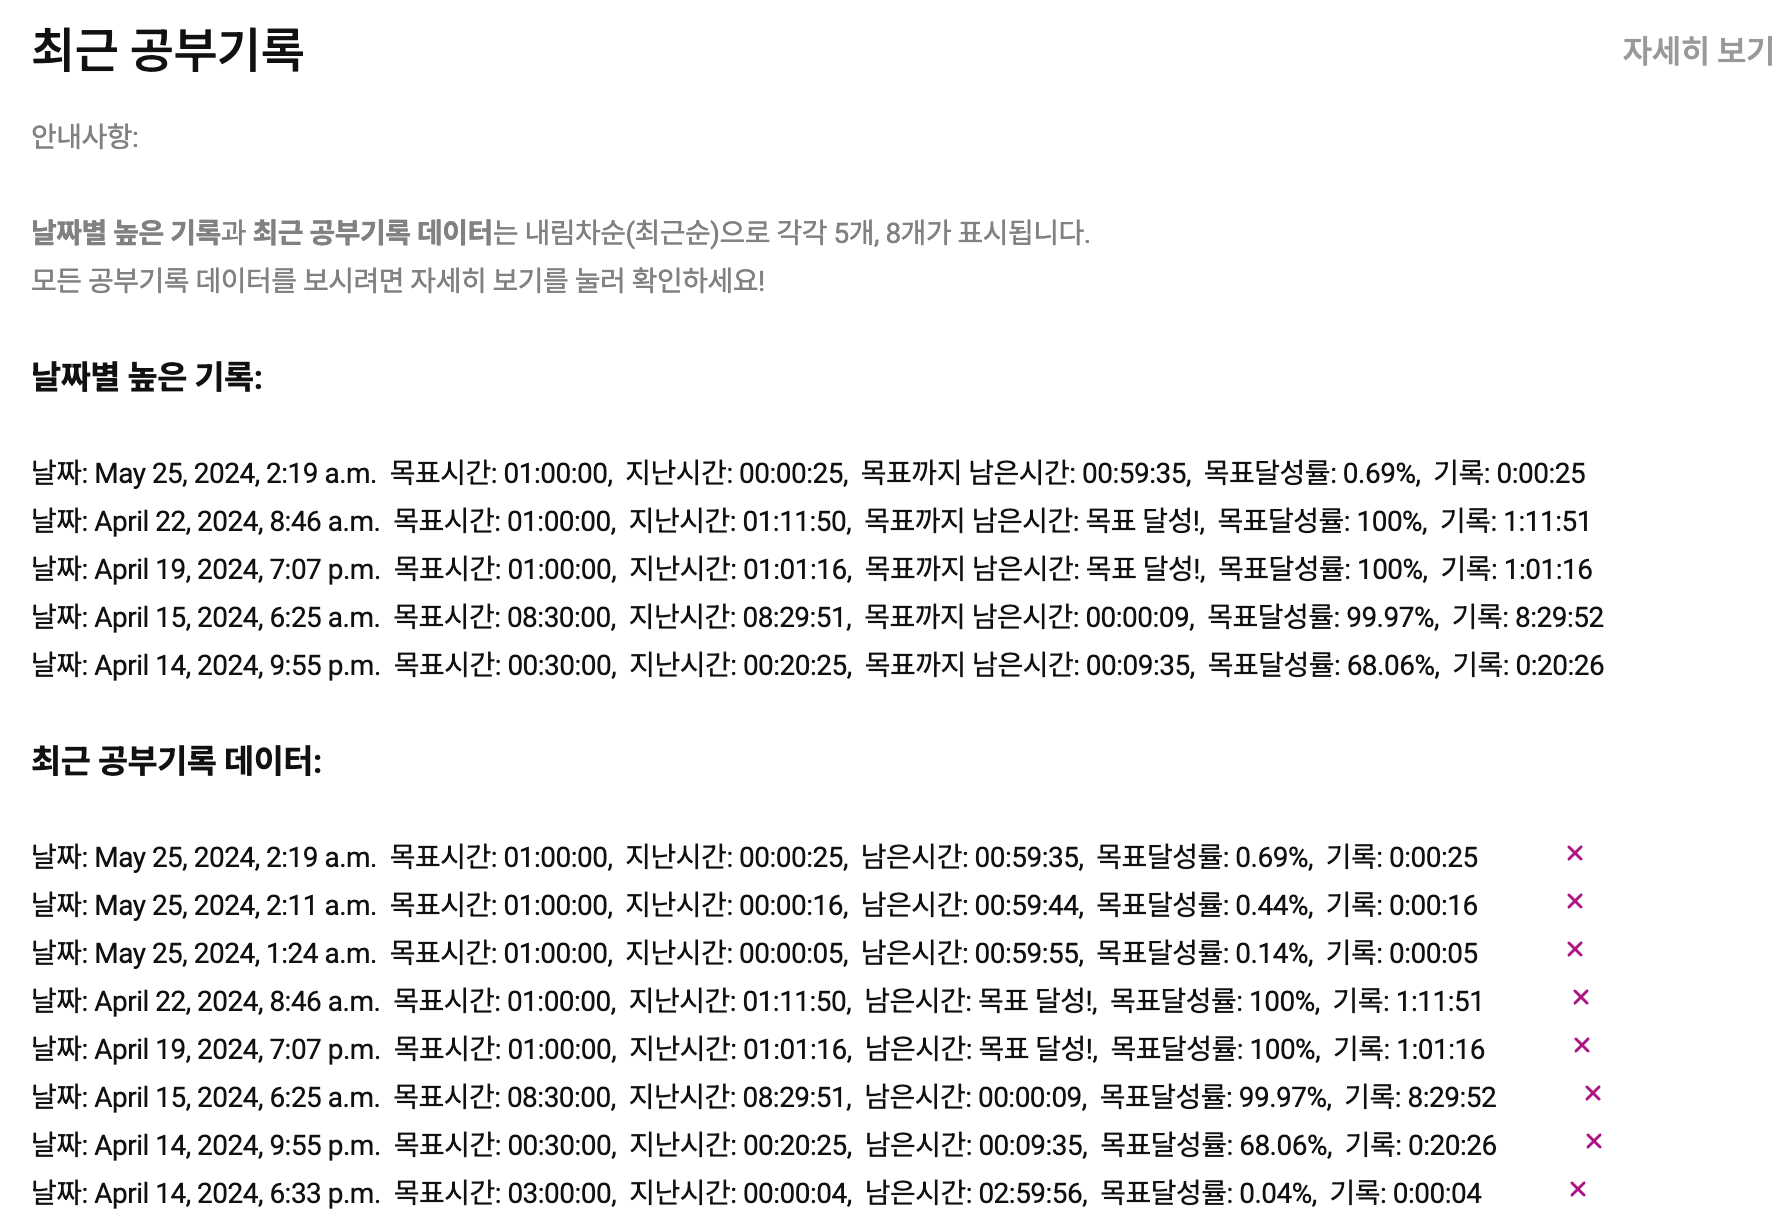 최근 공부기록
자세히 보기
안내사항:
날짜별 높은 기록과 최근 공부기록 데이터는 내림차순(최근순)으로 각각 5개, 8개가 표시됩니다.
모든 공부기록 데이터를 보시려면 자세히 보기를 눌러 확인하세요!
날짜별 높은 기록:
날짜: May 25, 2024, 2:19 a.m. 목표시간: 01:00:00, 지난시간: 00:00:25, 목표까지 남은시간: 00:59:35, 목표달성률: 0.69%, 기록: 0:00:25
날짜: April 22, 2024, 8:46 a.m. 목표시간: 01:00:00, 지난시간: 01:11:50, 목표까지 남은시간: 목표 달성!, 목표달성률: 100%, 기록: 1:11:51
날짜: April 19, 2024, 7:07 p.m. 목표시간: 01:00:00, 지난시간: 01:01:16, 목표까지 남은시간: 목표 달성!, 목표달성률: 100%, 기록: 1:01:16
날짜: April 15, 2024, 6:25 a.m. 목표시간: 08:30:00, 지난시간: 08:29:51, 목표까지 남은시간: 00:00:09, 목표달성률: 99.97%, 기록: 8:29:52
날짜: April 14, 2024, 9:55 p.m. 목표시간: 00:30:00, 지난시간: 00:20:25, 목표까지 남은시간: 00:09:35, 목표달성률: 68.06%, 기록: 0:20:26
최근 공부기록 데이터:
날짜: May 25, 2024, 2:19 a.m. 목표시간: 01:00:00, 지난시간: 00:00:25, 남은시간: 00:59:35, 목표달성률: 0.69%, 기록: 0:00:25 ×
날짜: May 25, 2024, 2:11 a.m. 목표시간: 01:00:00, 지난시간: 00:00:16, 남은시간: 00:59:44, 목표달성률: 0.44%, 기록: 0:00:16 ×
날짜: May 25, 2024, 1:24 a.m. 목표시간: 01:00:00, 지난시간: 00:00:05, 남은시간: 00:59:55, 목표달성률: 0.14%, 기록: 0:00:05 ×
날짜: April 22, 2024, 8:46 a.m. 목표시간: 01:00:00, 지난시간: 01:11:50, 남은시간: 목표 달성!, 목표달성률: 100%, 기록: 1:11:51 ×
날짜: April 19, 2024, 7:07 p.m. 목표시간: 01:00:00, 지난시간: 01:01:16, 남은시간: 목표 달성!, 목표달성률: 100%, 기록: 1:01:16 ×
날짜: April 15, 2024, 6:25 a.m. 목표시간: 08:30:00, 지난시간: 08:29:51, 남은시간: 00:00:09, 목표달성률: 99.97%, 기록: 8:29:52 ×
날짜: April 14, 2024, 9:55 p.m. 목표시간: 00:30:00, 지난시간: 00:20:25, 남은시간: 00:09:35, 목표달성률: 68.06%, 기록: 0:20:26 ×
날짜: April 14, 2024, 6:33 p.m. 목표시간: 03:00:00, 지난시간: 00:00:04, 남은시간: 02:59:56, 목표달성률: 0.04%, 기록: 0:00:04 ×